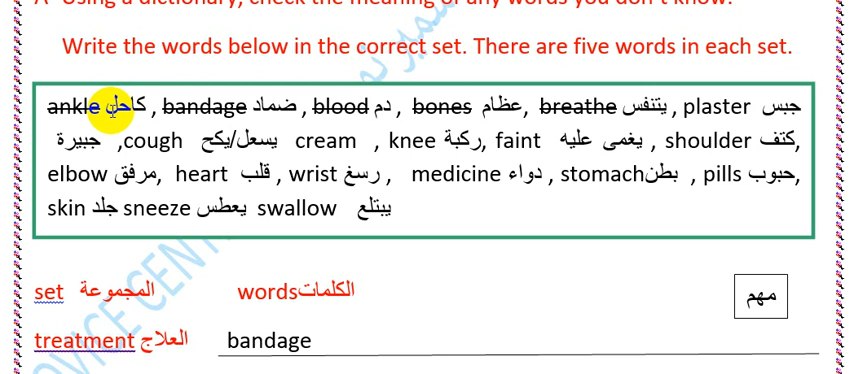 A Using a dictionary, check the meaning of any words you don't know.
Write the words below in the correct set. There are five words in each set.
ankle كاحل , bandage ضماد , blood دم , bones عظام, breathe يتنفس , plaster جبس
جبيرة ,cough يسعل/يكح cream , knee ركبة, faint يغمى عليه , shoulder كتف,
elbow مرفق, heart قلب , wrist رسغ , medicine دواء , stomach بطن , pills حبوب,
skin جلد sneeze يعطس swallow يبتلع
set المجموعة words الكلمات
مهم
treatment العلاج bandage